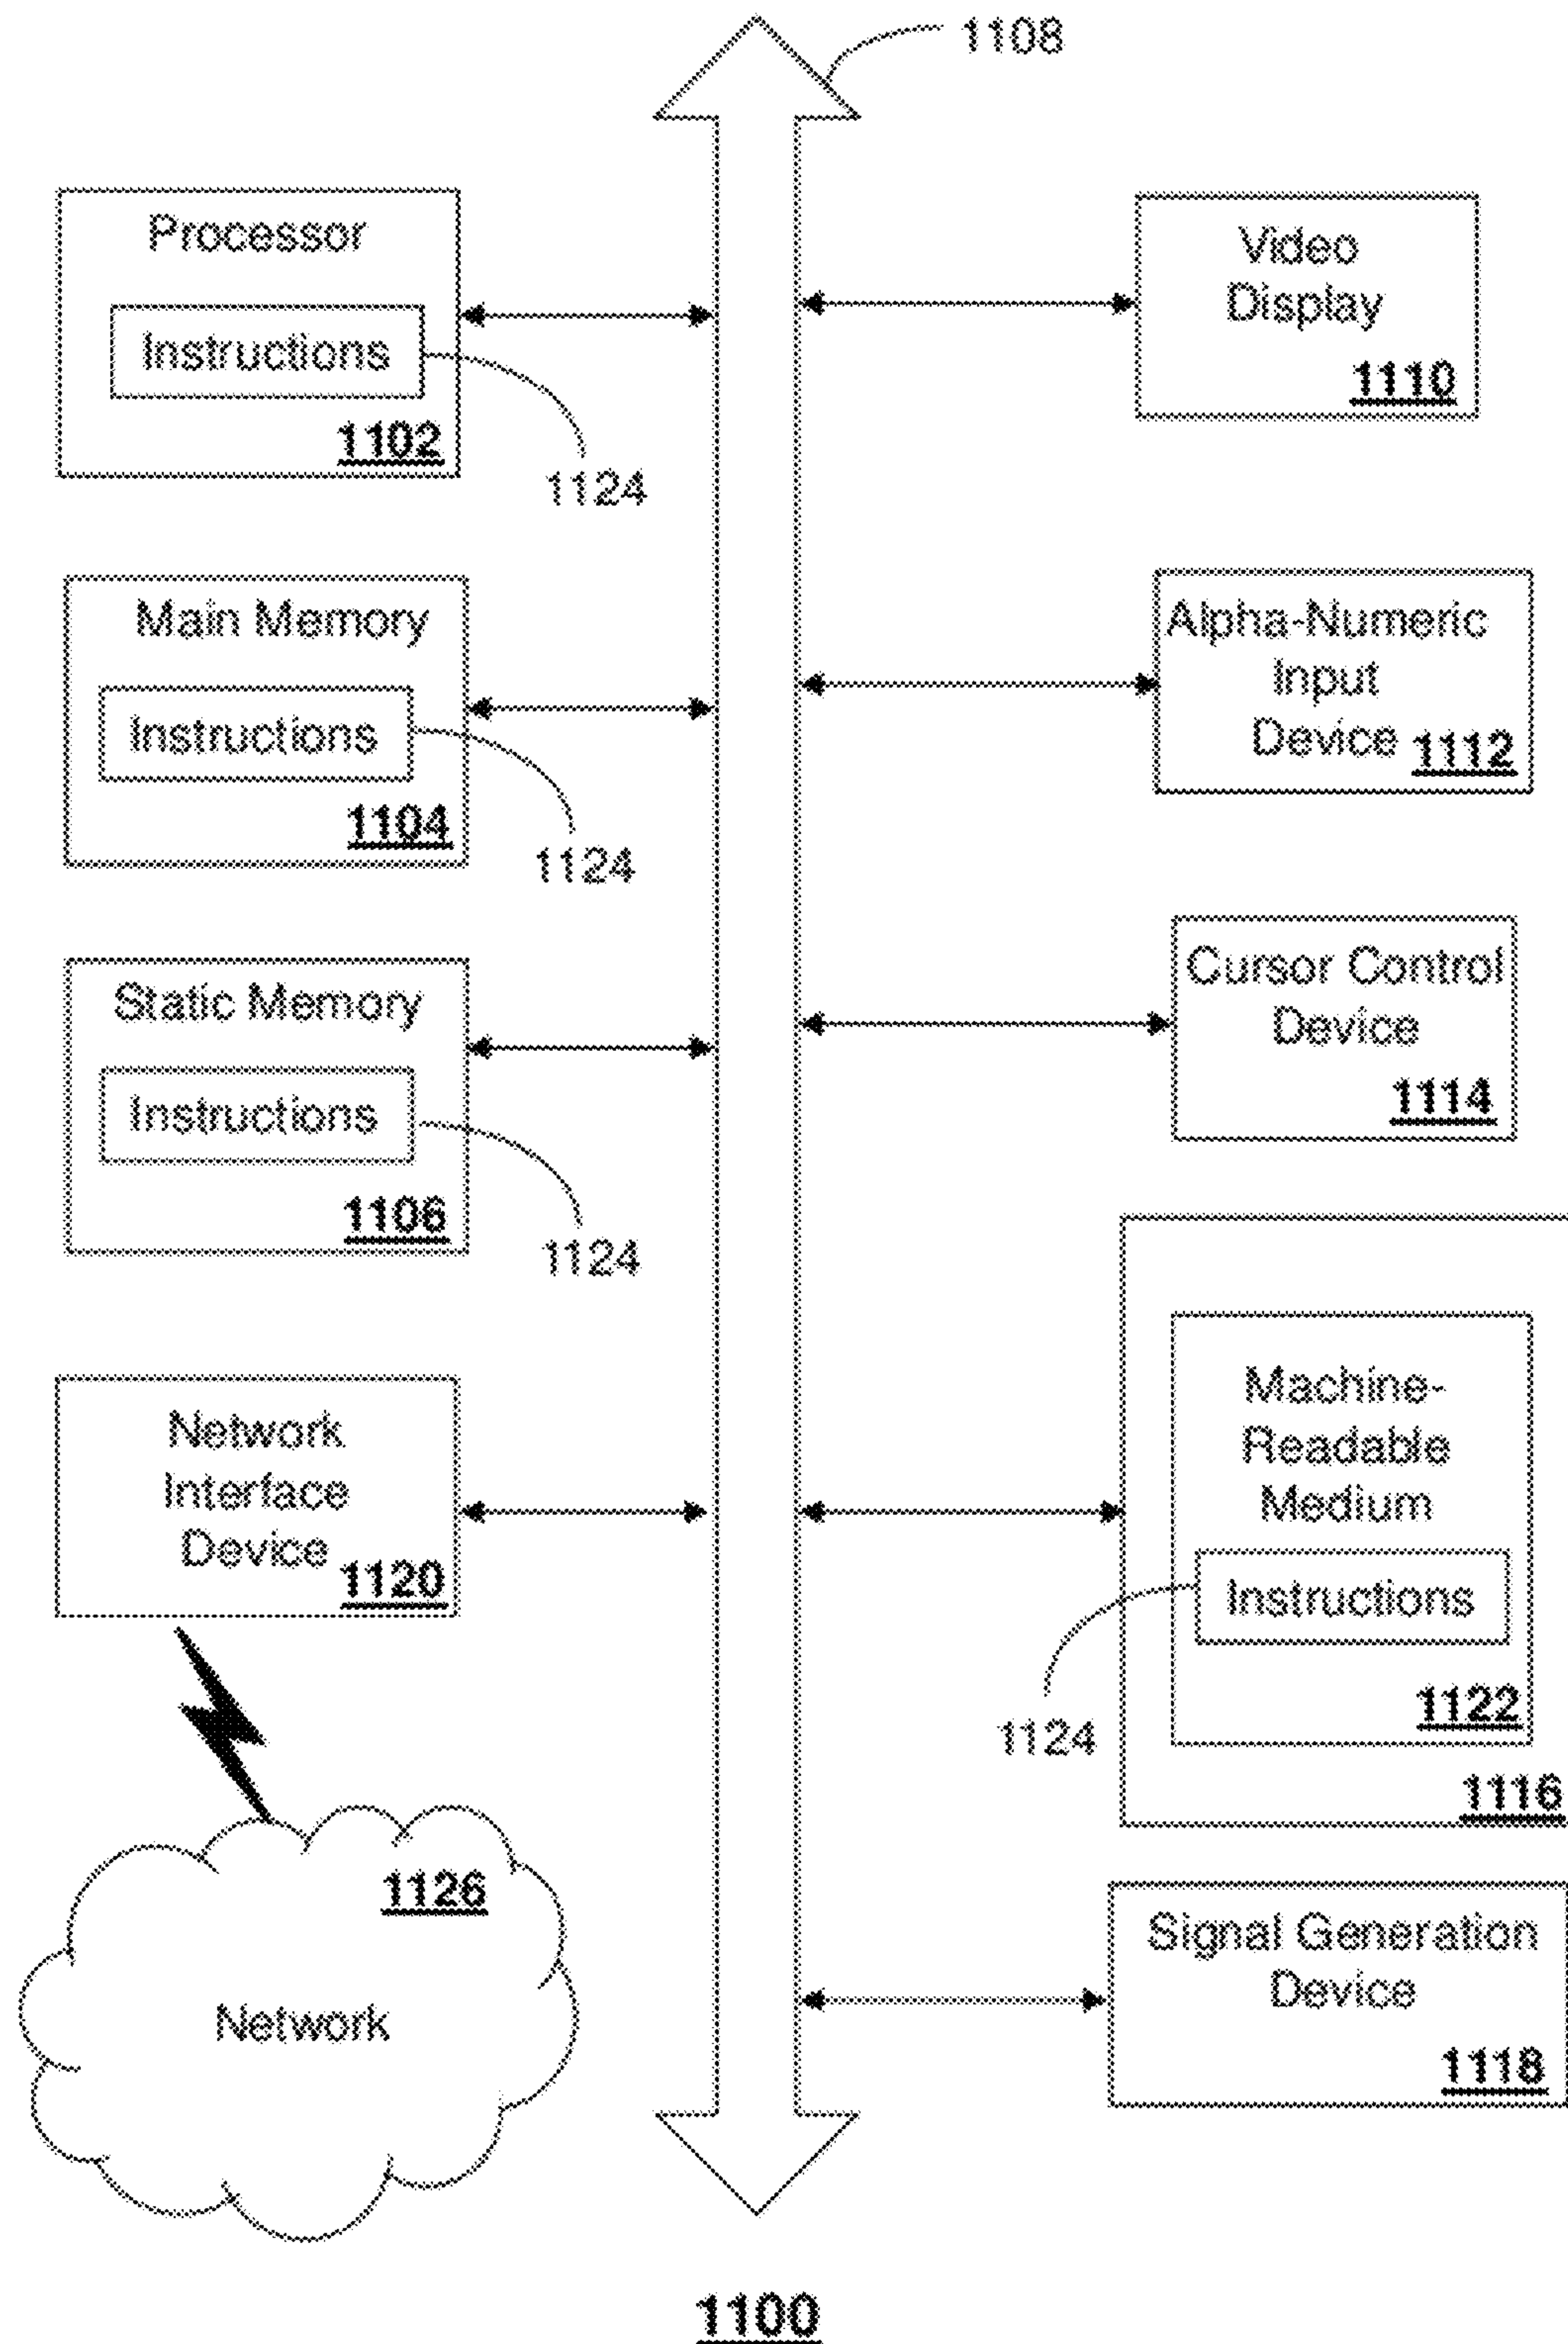 1108
Processor
Instructions
1102
1124
Main Memory
Instructions
1104
1124
Static Memory
Instructions
1106
1124
Network
Interface
Device
1120
1126
Network
Video
Display
1110
Alpha-Numeric
Input
Device
1112
Cursor Control
Device
1114
Machine-
Readable
Medium
Instructions
1124
1122
1116
Signal Generation
Device
1118
1100